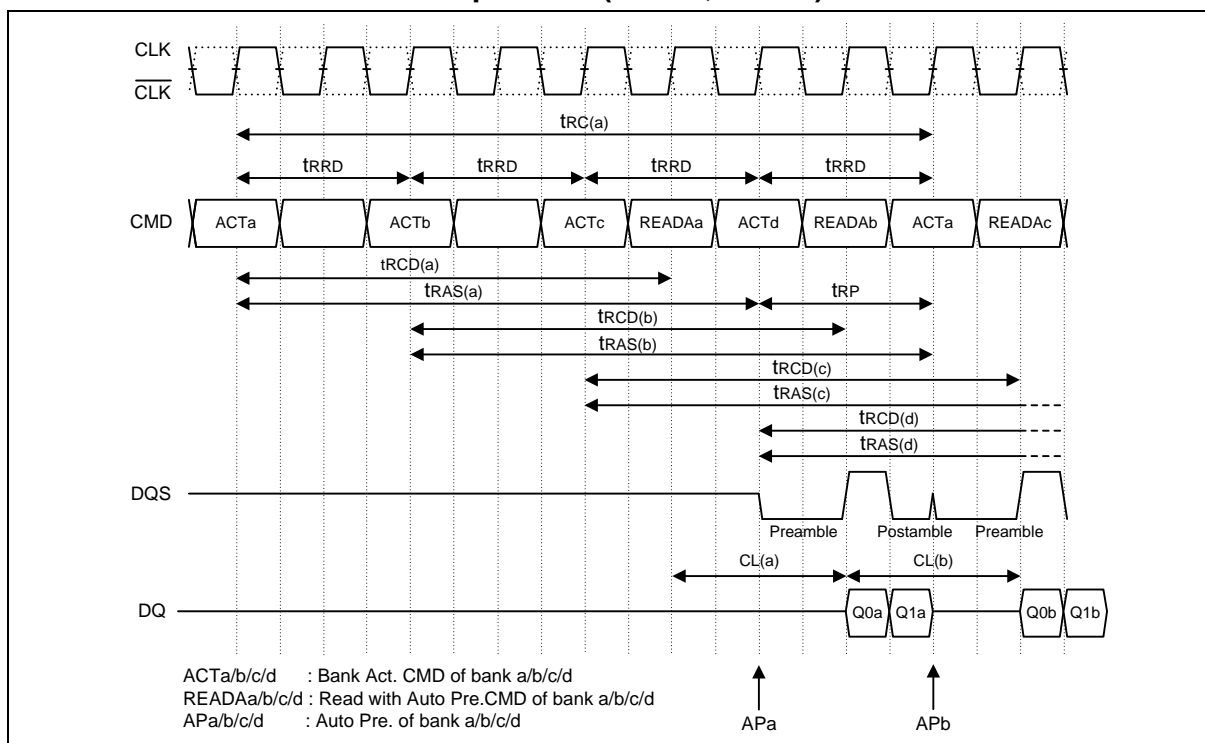 CLK
CLK
tRC(a)
tRRD tRRD tRRD tRRD
CMD ACTa ACTb ACTc READAa ACTd READAb ACTa READAc
tRCD(a)
tRAS(a) tRP
tRCD(b)
tRAS(b)
tRCD(c)
tRAS(c)
tRCD(d)
tRAS(d)
DQS
Preamble Postamble Preamble
CL(a) CL(b)
DQ Q0a Q1a Q0b Q1b
ACTa/b/c/d : Bank Act. CMD of bank a/b/c/d
READAa/b/c/d : Read with Auto Pre.CMD of bank a/b/c/d
APa/b/c/d : Auto Pre. of bank a/b/c/d
APa APb